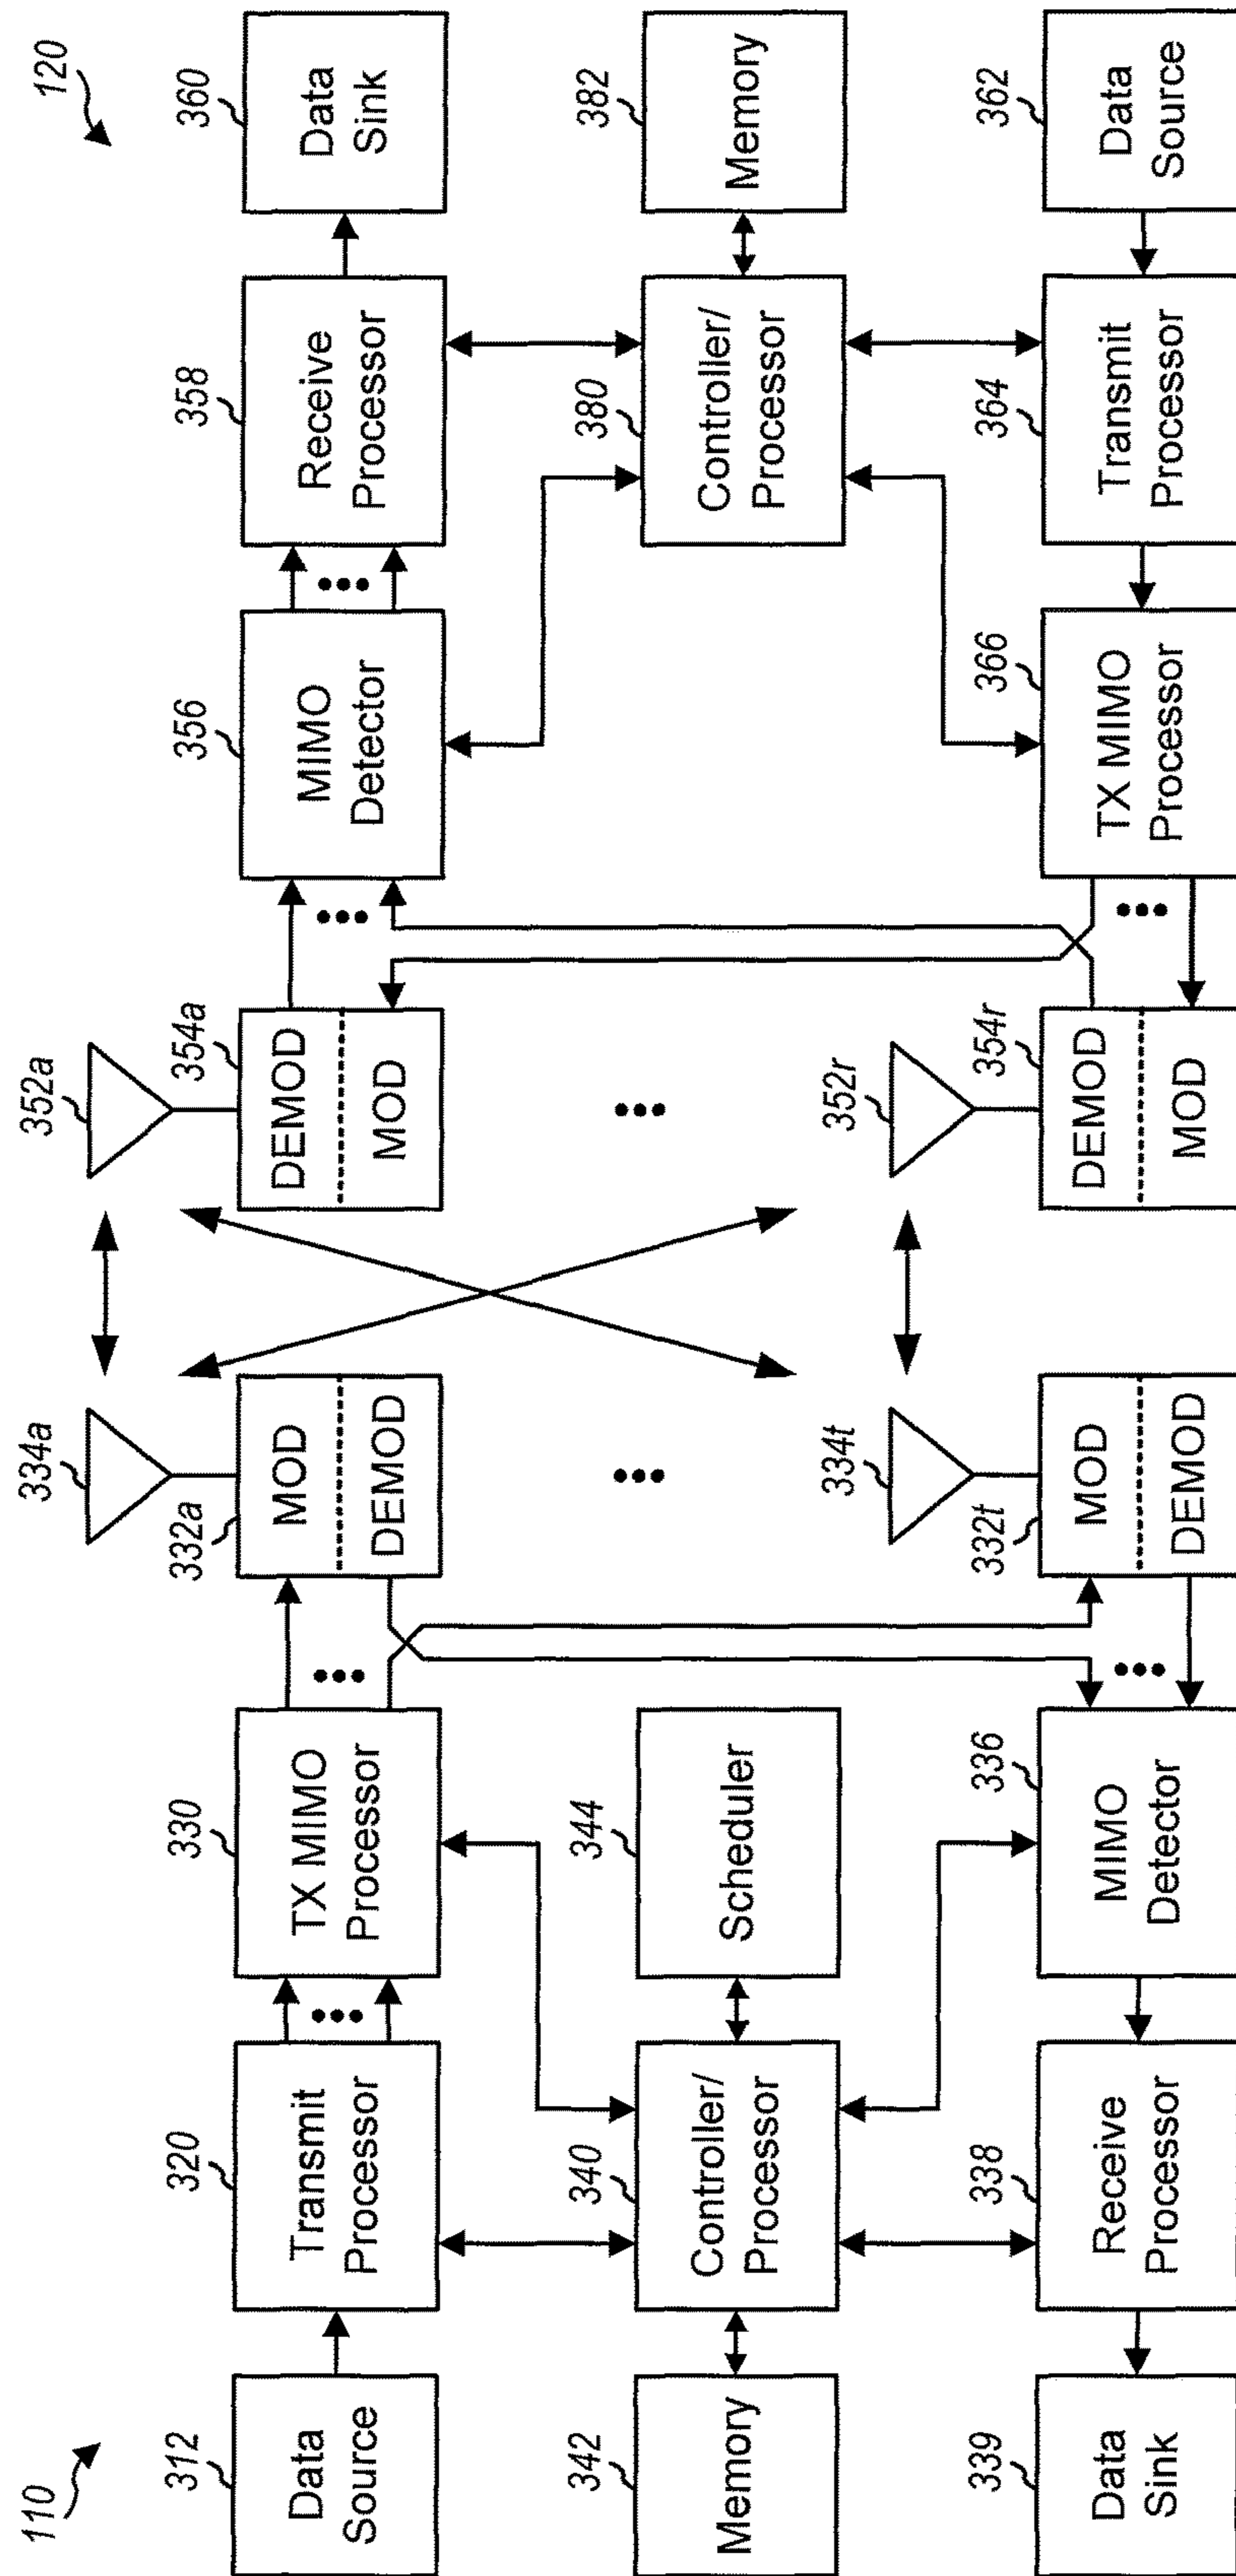 110
312
Data
Source
320
Transmit
Processor
330
TX MIMO
Processor
332a
MOD
DEMOD
334a
342
Memory
340
Controller/
Processor
344
Scheduler
339
Data
Sink
338
Receive
Processor
336
MIMO
Detector
332t
MOD
DEMOD
334t
120
352a
354a
DEMOD
MOD
356
MIMO
Detector
358
Receive
Processor
360
Data
Sink
380
Controller/
Processor
382
Memory
352r
354r
DEMOD
MOD
366
TX MIMO
Processor
364
Transmit
Processor
362
Data
Source